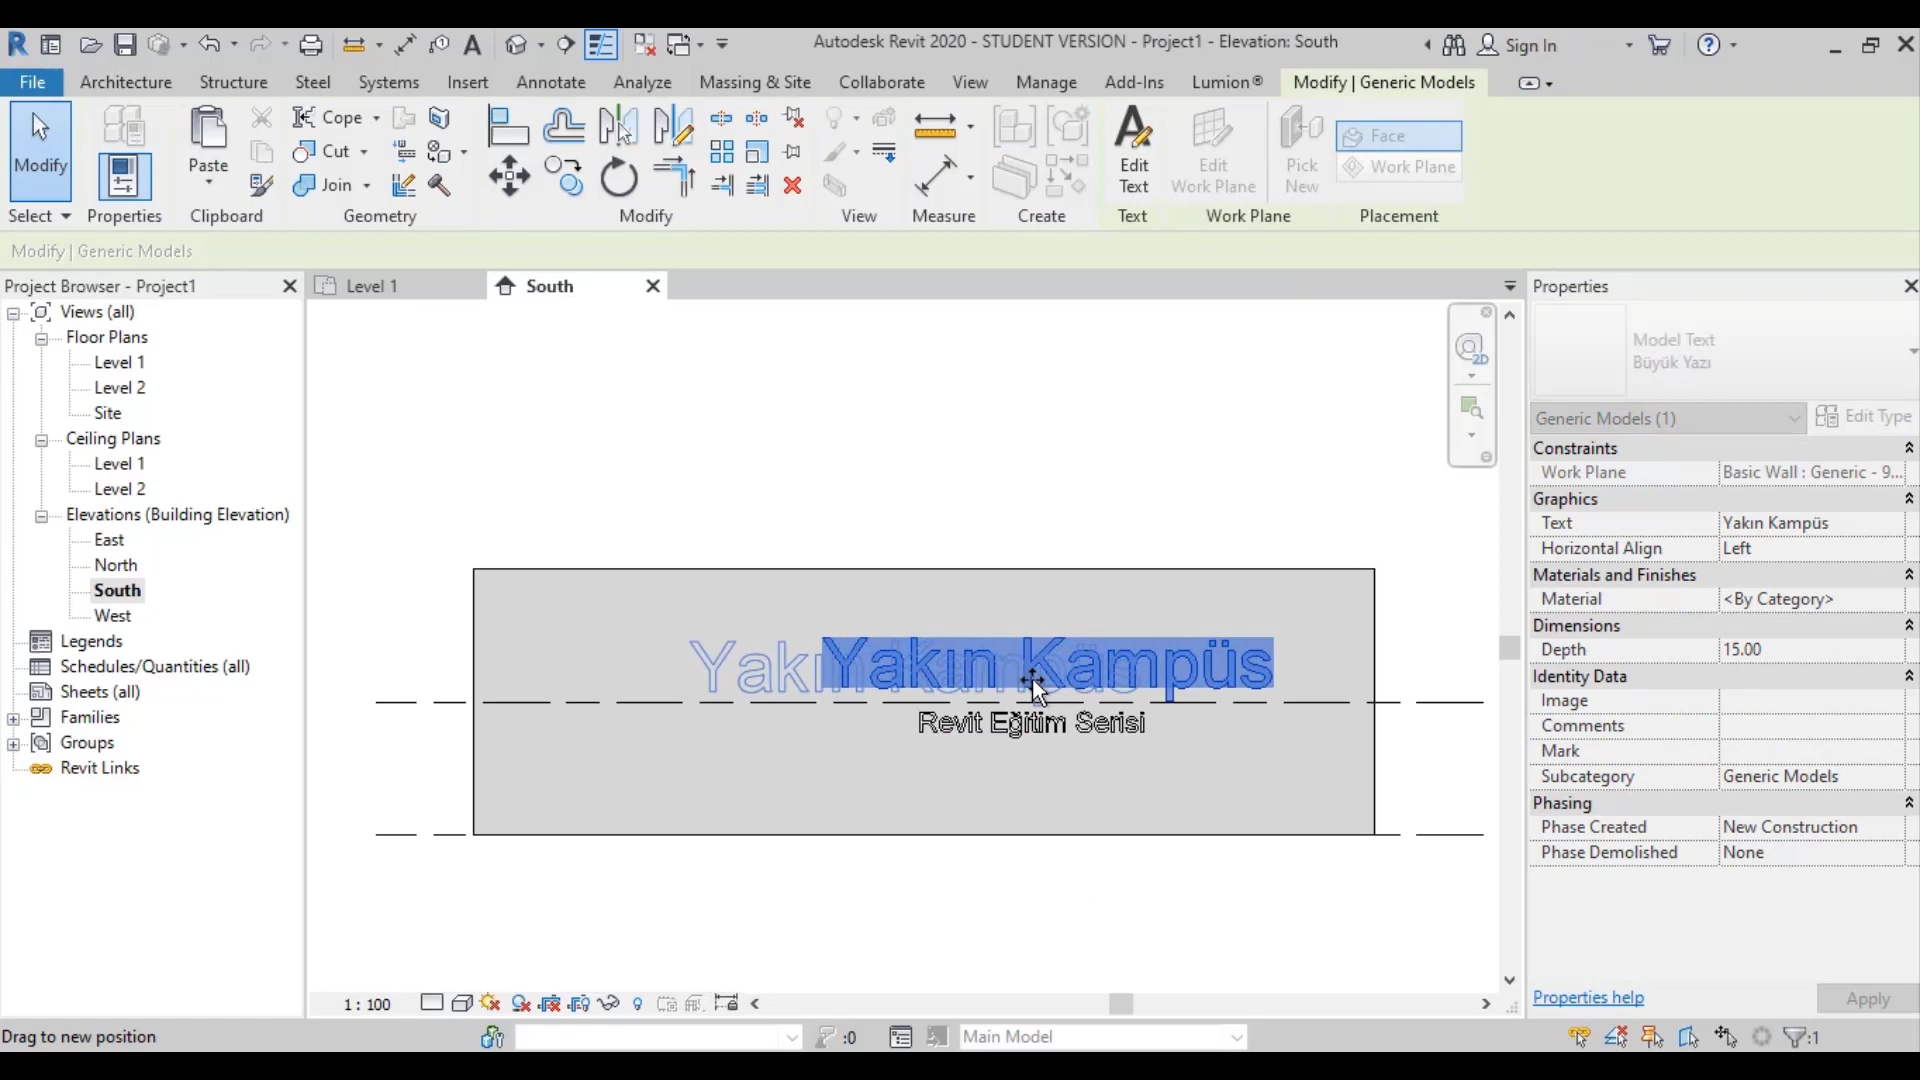 Autodesk Revit 2020 - STUDENT VERSION - Project1 - Elevation: South
Sign In
File Architecture Structure Steel Systems Insert Annotate Analyze Massing & Site Collaborate View Manage Add-Ins Lumion® Modify | Generic Models
Modify
Paste
Cope
Cut
Join
Edit Text
Edit Work Plane
Pick New
Face
Work Plane
Select Properties Clipboard Geometry Modify View Measure Create Text Work Plane Placement
Modify | Generic Models
Project Browser - Project1
Views (all)
Floor Plans
Level 1
Level 2
Site
Ceiling Plans
Level 1
Level 2
Elevations (Building Elevation)
East
North
South
West
Legends
Schedules/Quantities (all)
Sheets (all)
Families
Groups
Revit Links
Level 1
South
2D
Yakın Kampüs
Yakın Kampüs
Revit Eğitim Serisi
Properties
Model Text
Büyük Yazı
Generic Models (1)
Edit Type
Constraints
Work Plane Basic Wall : Generic - 9...
Graphics
Text Yakın Kampüs
Horizontal Align Left
Materials and Finishes
Material <By Category>
Dimensions
Depth 15.00
Identity Data
Image
Comments
Mark
Subcategory Generic Models
Phasing
Phase Created New Construction
Phase Demolished None
Properties help
Apply
1 : 100
Drag to new position
:0
Main Model
:1